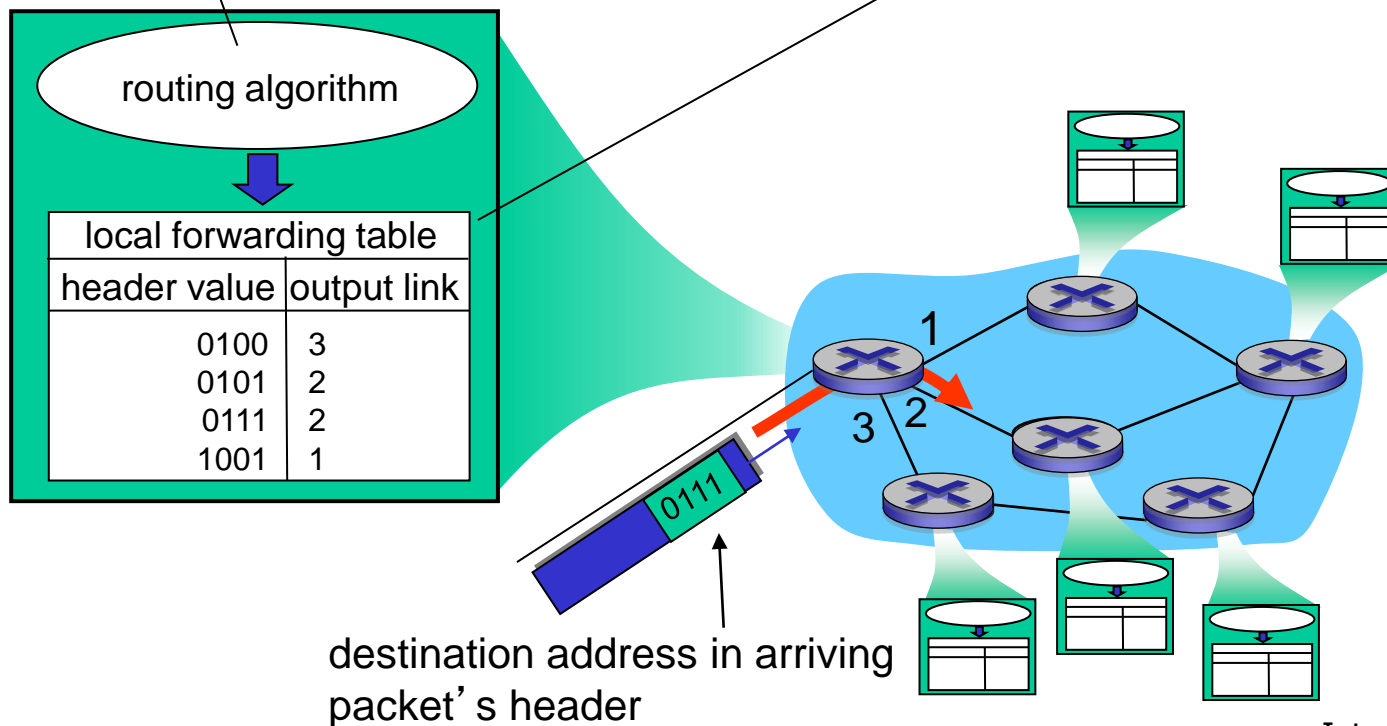 routing algorithm
local forwarding table
header value output link
0100 3
0101 2
0111 2
1001 1
1
2
3
0111
destination address in arriving
packet's header